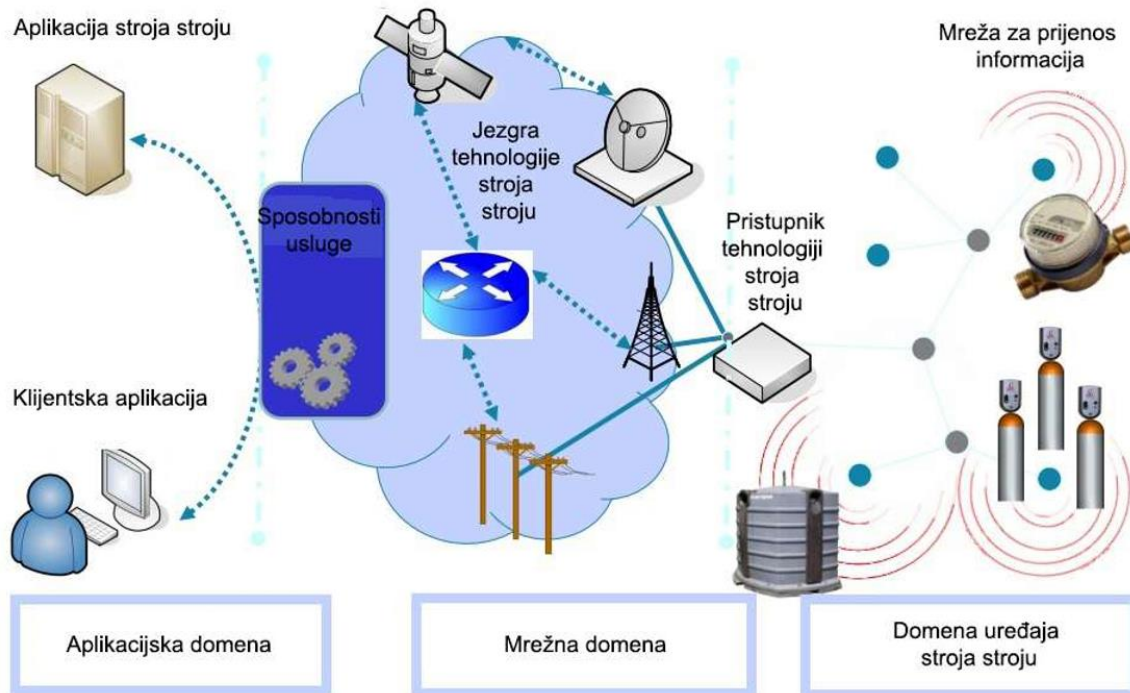 Aplikacija stroja stroju
Mreža za prijenos
informacija
Jezgra
tehnologije
stroja
stroju
Sposobnosti
usluge
Pristupnik
tehnologiji
stroja
stroju
Klijentska aplikacija
Aplikacijska domena
Mrežna domena
Domena uređaja
stroja stroju